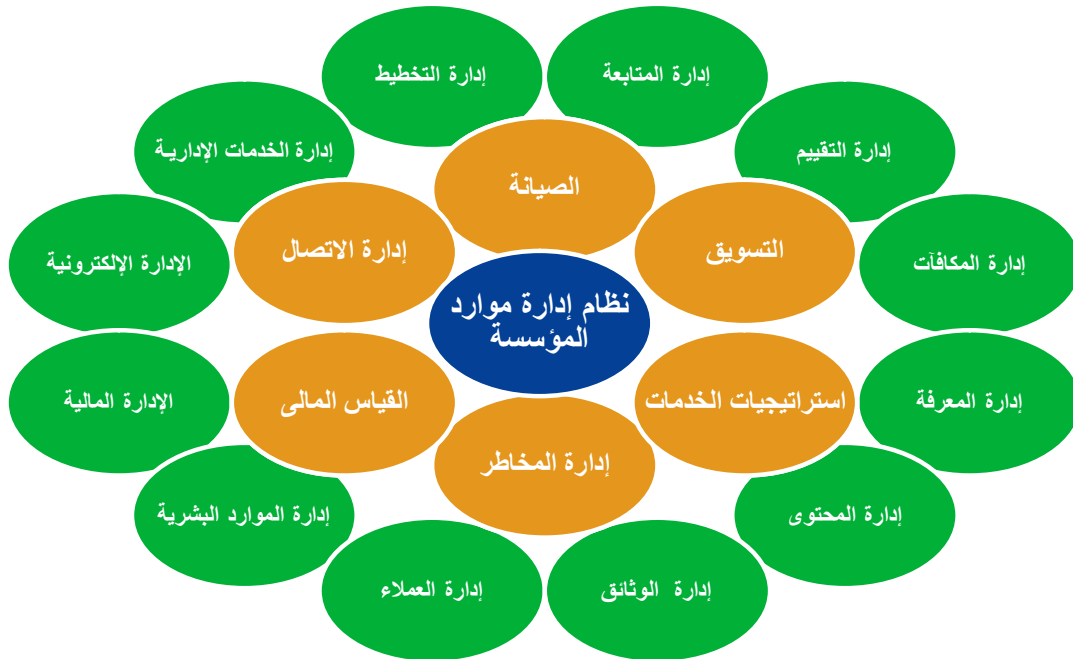 إدارة المتابعة
إدارة التخطيط
إدارة التقييم
إدارة الخدمات الإدارية
الصيانة
التسويق
إدارة الاتصال
إدارة المكافآت
الإدارة الإلكترونية
نظام إدارة موارد
المؤسسة
استراتيجيات الخدمات
القياس المالى
إدارة المعرفة
الإدارة المالية
إدارة المخاطر
إدارة المحتوى
إدارة الموارد البشرية
إدارة الوثائق
إدارة العملاء